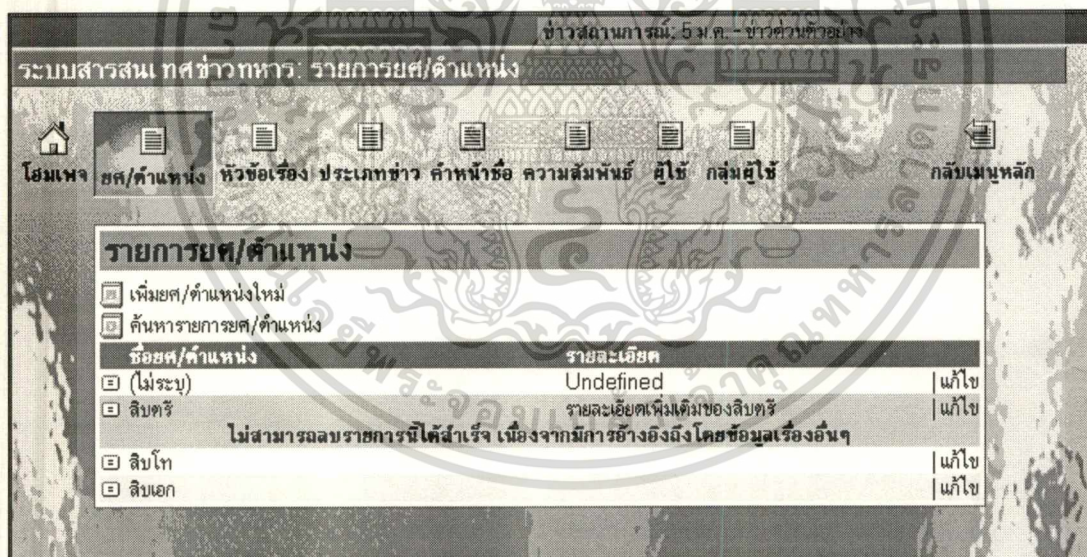 ข่าวสถานการณ์: 5 ม.ค. - ข่าวด่วนตัวอย่าง
ระบบสารสนเทศข่าวทหาร: รายการยศ/ตำแหน่ง
โฮมเพจ ยศ/ตำแหน่ง หัวข้อเรื่อง ประเภทข่าว คำหน้าชื่อ ความสัมพันธ์ ผู้ใช้ กลุ่มผู้ใช้ กลับเมนูหลัก
รายการยศ/ตำแหน่ง
เพิ่มยศ/ตำแหน่งใหม่
ค้นหารายการยศ/ตำแหน่ง
ชื่อยศ/ตำแหน่ง รายละเอียด
(ไม่ระบุ) Undefined |แก้ไข
สิบตรี รายละเอียดเพิ่มเติมของสิบตรี |แก้ไข
ไม่สามารถลบรายการนี้ได้สำเร็จ เนื่องจากมีการอ้างอิงถึงโดยข้อมูลเรื่องอื่นๆ
สิบโท |แก้ไข
สิบเอก |แก้ไข